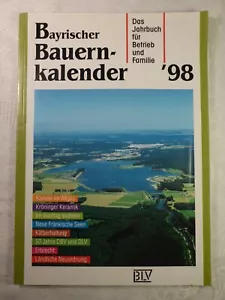 Bayrischer
Bauern-
kalender
Das
Jahrbuch
für
Betrieb
und
Familie
'98
Kröninger Keramik
Neue Fränkische Seen
Kälberhaltung
50 Jahre DBV und DLV
Erbrecht
Ländliche Neuordnung
BLV